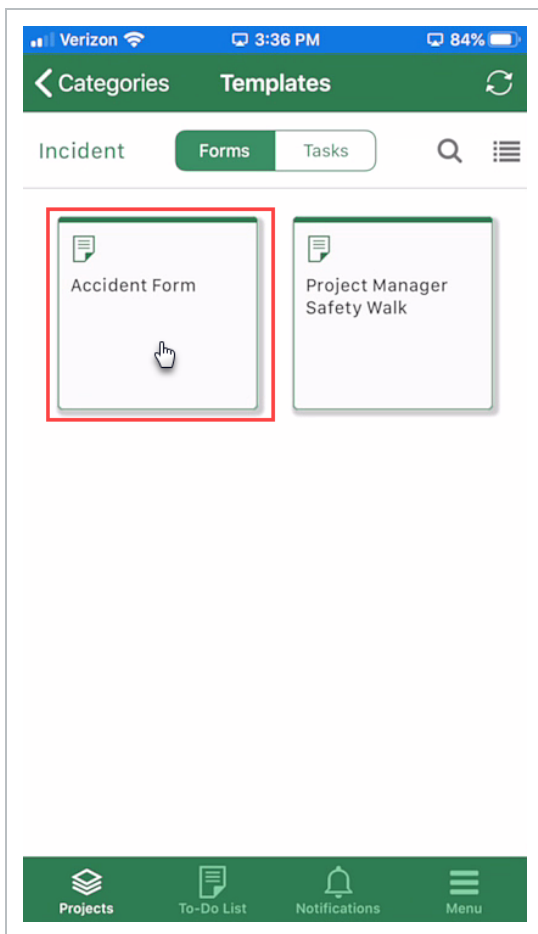 Verizon 3:36 PM 84%
Categories Templates
Incident Forms Tasks
Accident Form
Project Manager
Safety Walk
Projects To-Do List Notifications Menu